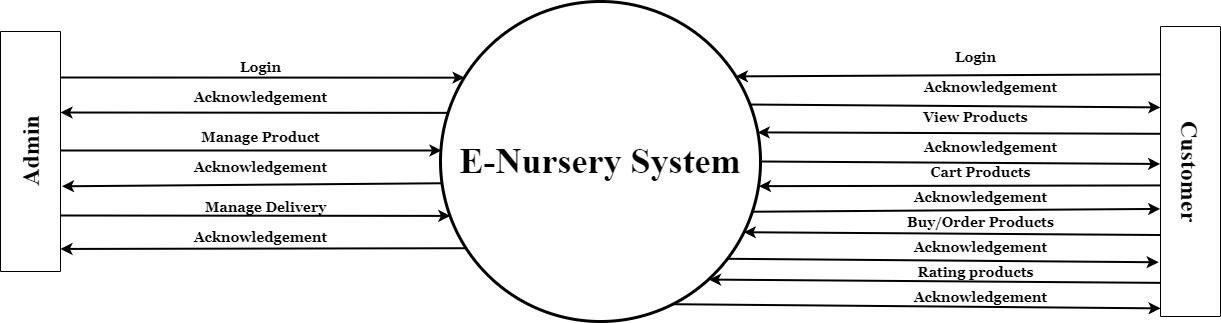 Admin
Login
Acknowledgement
Manage Product
Acknowledgement
Manage Delivery
Acknowledgement
E-Nursery System
Login
Acknowledgement
View Products
Acknowledgement
Cart Products
Acknowledgement
Buy/Order Products
Acknowledgement
Rating products
Acknowledgement
Customer